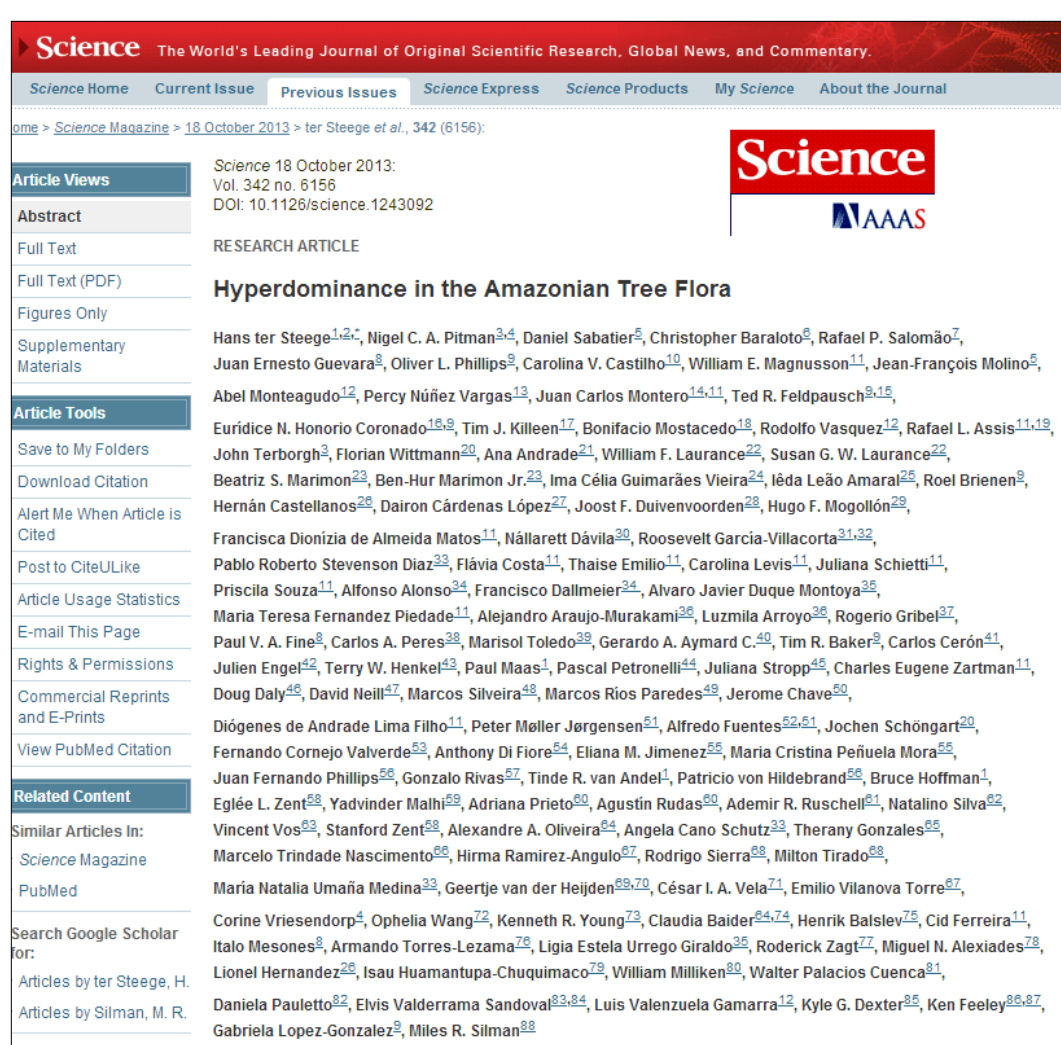 Science The World's Leading Journal of Original Scientific Research, Global News, and Commentary.
Science Home Current Issue Previous Issues Science Express Science Products My Science About the Journal
ome > Science Magazine > 18 October 2013 > ter Steege et al., 342 (6156):
Article Views
Abstract
Full Text
Full Text (PDF)
Figures Only
Supplementary
Materials
Article Tools
Save to My Folders
Download Citation
Alert Me When Article is
Cited
Post to CiteULike
Article Usage Statistics
E-mail This Page
Rights & Permissions
Commercial Reprints
and E-Prints
View PubMed Citation
Related Content
Similar Articles In:
Science Magazine
PubMed
Search Google Scholar
for:
Articles by ter Steege, H.
Articles by Silman, M. R.
Science 18 October 2013:
Vol. 342 no. 6156
DOI: 10.1126/science.1243092
Science
AAAS
RESEARCH ARTICLE
Hyperdominance in the Amazonian Tree Flora
Hans ter Steege1,2,*, Nigel C. A. Pitman3,4, Daniel Sabatier5, Christopher Baraloto6, Rafael P. Salomão7,
Juan Ernesto Guevara8, Oliver L. Phillips9, Carolina V. Castilho10, William E. Magnusson11, Jean-François Molino5,
Abel Monteagudo12, Percy Núñez Vargas13, Juan Carlos Montero14,11, Ted R. Feldpausch9,15,
Eurídice N. Honorio Coronado16,9, Tim J. Killeen17, Bonifacio Mostacedo18, Rodolfo Vasquez12, Rafael L. Assis11,19,
John Terborgh3, Florian Wittmann20, Ana Andrade21, William F. Laurance22, Susan G. W. Laurance22,
Beatriz S. Marimon23, Ben-Hur Marimon Jr.23, Ima Célia Guimarães Vieira24, Iêda Leão Amaral25, Roel Brienen9,
Hernán Castellanos26, Dairon Cárdenas López27, Joost F. Duivenvoorden28, Hugo F. Mogollón29,
Francisca Dionízia de Almeida Matos11, Nállarett Dávila30, Roosevelt García-Villacorta31,32,
Pablo Roberto Stevenson Diaz33, Flávia Costa11, Thaise Emilio11, Carolina Levis11, Juliana Schietti11,
Priscila Souza11, Alfonso Alonso34, Francisco Dallmeier34, Alvaro Javier Duque Montoya35,
Maria Teresa Fernandez Piedade11, Alejandro Araujo-Murakami36, Luzmila Arroyo36, Rogerio Gribel37,
Paul V. A. Fine8, Carlos A. Peres38, Marisol Toledo39, Gerardo A. Aymard C.40, Tim R. Baker9, Carlos Cerón41,
Julien Engel42, Terry W. Henkel43, Paul Maas1, Pascal Petronelli44, Juliana Stropp45, Charles Eugene Zartman11,
Doug Daly46, David Neill47, Marcos Silveira48, Marcos Ríos Paredes49, Jerome Chave50,
Diógenes de Andrade Lima Filho11, Peter Møller Jørgensen51, Alfredo Fuentes52,51, Jochen Schöngart20,
Fernando Cornejo Valverde53, Anthony Di Fiore54, Eliana M. Jimenez55, Maria Cristina Peñuela Mora55,
Juan Fernando Phillips56, Gonzalo Rivas57, Tinde R. van Andel1, Patricio von Hildebrand56, Bruce Hoffman1,
Eglée L. Zent58, Yadvinder Malhi59, Adriana Prieto60, Agustín Rudas60, Ademir R. Ruschell61, Natalino Silva62,
Vincent Vos63, Stanford Zent58, Alexandre A. Oliveira64, Angela Cano Schutz33, Therany Gonzales65,
Marcelo Trindade Nascimento66, Hirma Ramirez-Angulo67, Rodrigo Sierra68, Milton Tirado68,
María Natalia Umaña Medina33, Geertje van der Heijden69,70, César I. A. Vela71, Emilio Vilanova Torre67,
Corine Vriesendorp4, Ophelia Wang72, Kenneth R. Young73, Claudia Baider64,74, Henrik Balslev75, Cid Ferreira11,
Italo Mesones8, Armando Torres-Lezama76, Ligia Estela Urrego Giraldo35, Roderick Zagt77, Miguel N. Alexiades78,
Lionel Hernandez26, Isau Huamantupa-Chuquimaco79, William Milliken80, Walter Palacios Cuenca81,
Daniela Pauletto82, Elvis Valderrama Sandoval83,84, Luis Valenzuela Gamarra12, Kyle G. Dexter85, Ken Feeley86,87,
Gabriela Lopez-Gonzalez9, Miles R. Silman88